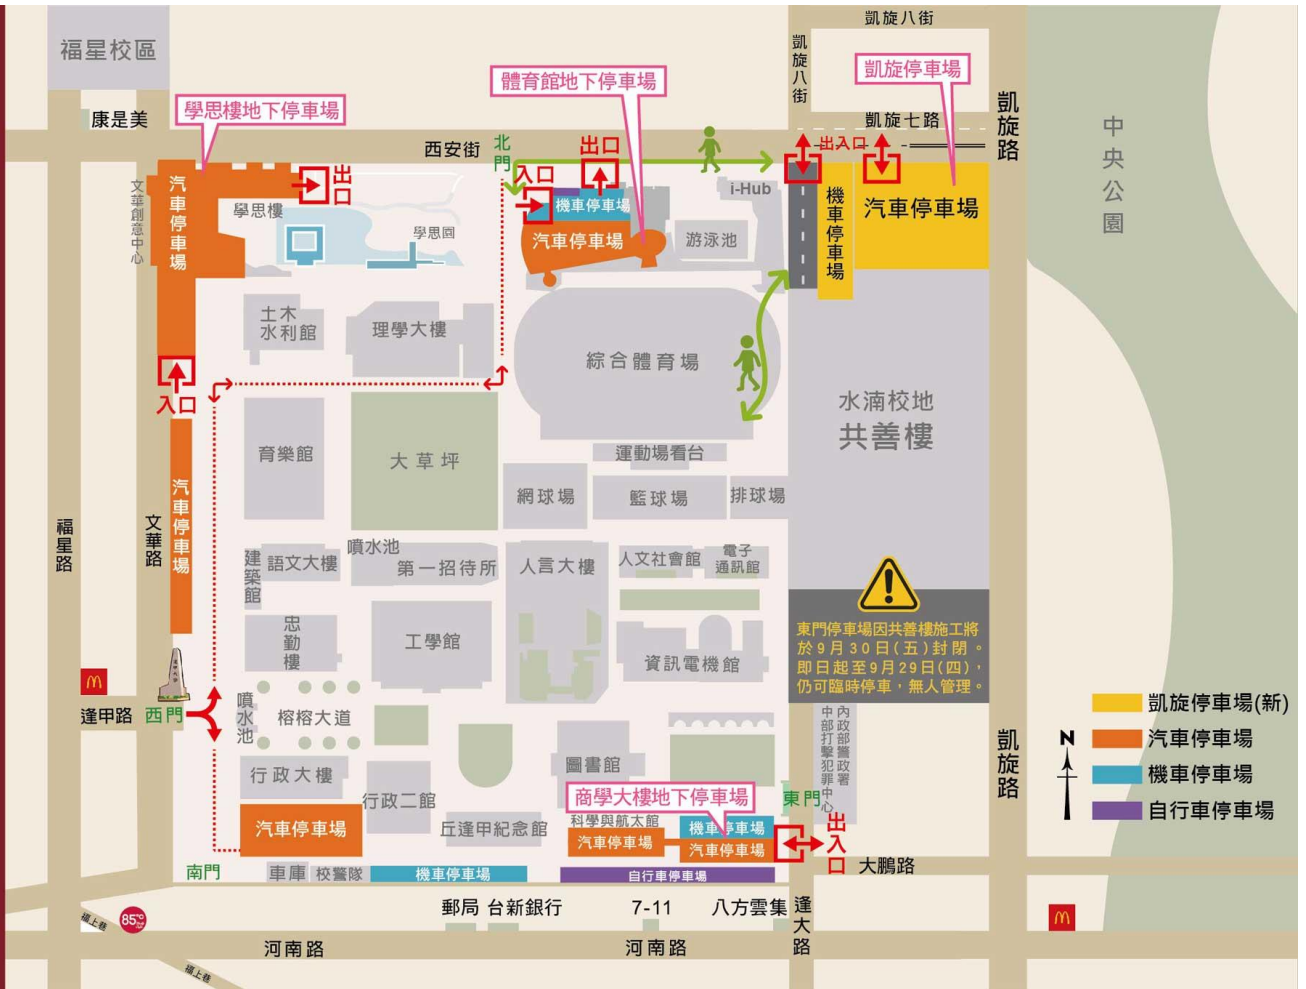 福星校區
康是美
學思樓地下停車場
體育館地下停車場
凱旋停車場
凱旋八街
凱旋八街
凱旋七路
凱旋路
中央公園
西安街
北門
出口
入口
出口
出入口
汽車停車場
文華創意中心
學思樓
學思園
機車停車場
汽車停車場
i-Hub
游泳池
機車停車場
汽車停車場
土木
水利館
理學大樓
綜合體育場
入口
水湳校地
共善樓
育樂館
大草坪
運動場看台
網球場
籃球場
排球場
汽車停車場
福星路
文華路
建築館
語文大樓
噴水池
第一招待所
人言大樓
人文社會館
電子
通訊館
忠勤樓
工學館
資訊電機館
東門停車場因共善樓施工將
於9月30日(五)封閉。
即日起至9月29日(四),
仍可臨時停車,無人管理。
逢甲路
西門
噴水池
榕榕大道
行政大樓
行政二館
圖書館
商學大樓地下停車場
內政部警政署
中部打擊犯罪中心
東門
凱旋路
N
凱旋停車場(新)
汽車停車場
機車停車場
自行車停車場
汽車停車場
丘逢甲紀念館
科學與航太館
汽車停車場
機車停車場
汽車停車場
出入口
大鵬路
南門
車庫
校警隊
機車停車場
自行車停車場
福上巷
85℃
郵局
台新銀行
7-11
八方雲集
逢大路
河南路
河南路
福上巷